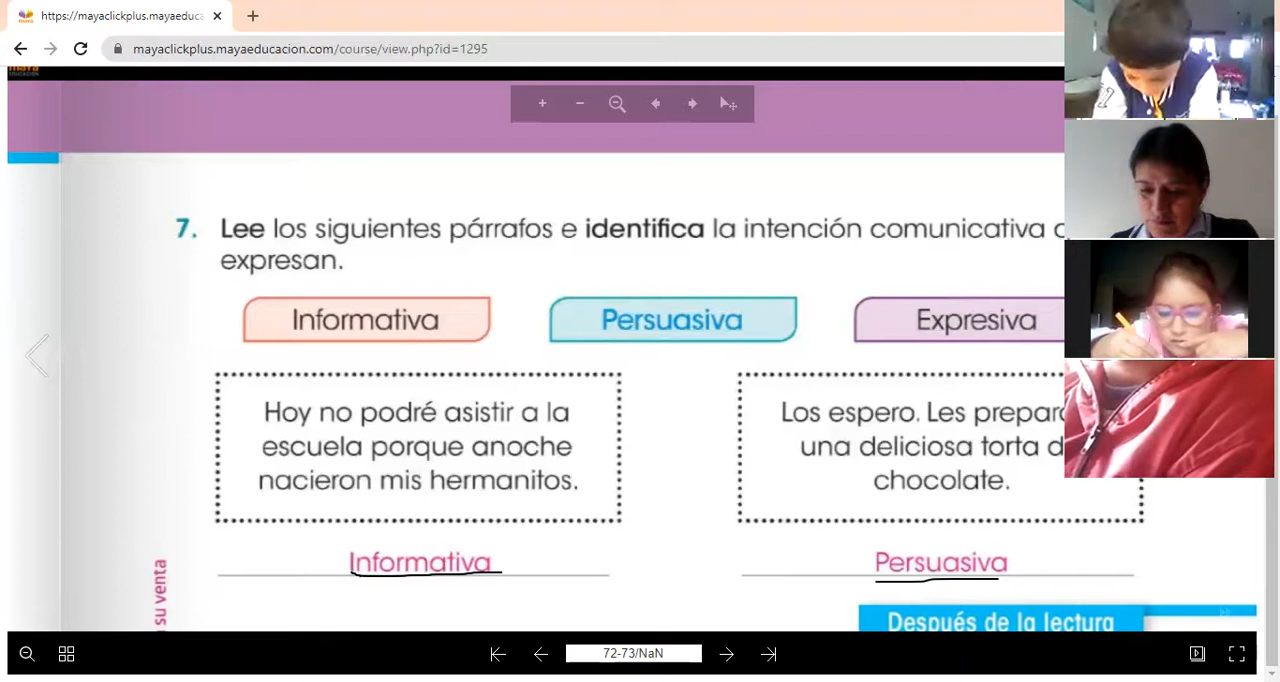 https://mayaclickplus.mayaeduca
mayaclickplus.mayaeducacion.com/course/view.php?id=1295
maya
EDUCACIÓN
7. Lee los siguientes párrafos e identifica la intención comunicativa
expresan.
Informativa
Persuasiva
Expresiva
Hoy no podré asistir a la
escuela porque anoche
nacieron mis hermanitos.
Los espero. Les prepar
una deliciosa torta d
chocolate.
Informativa
Persuasiva
su venta
Después de la lectura
72-73/NaN